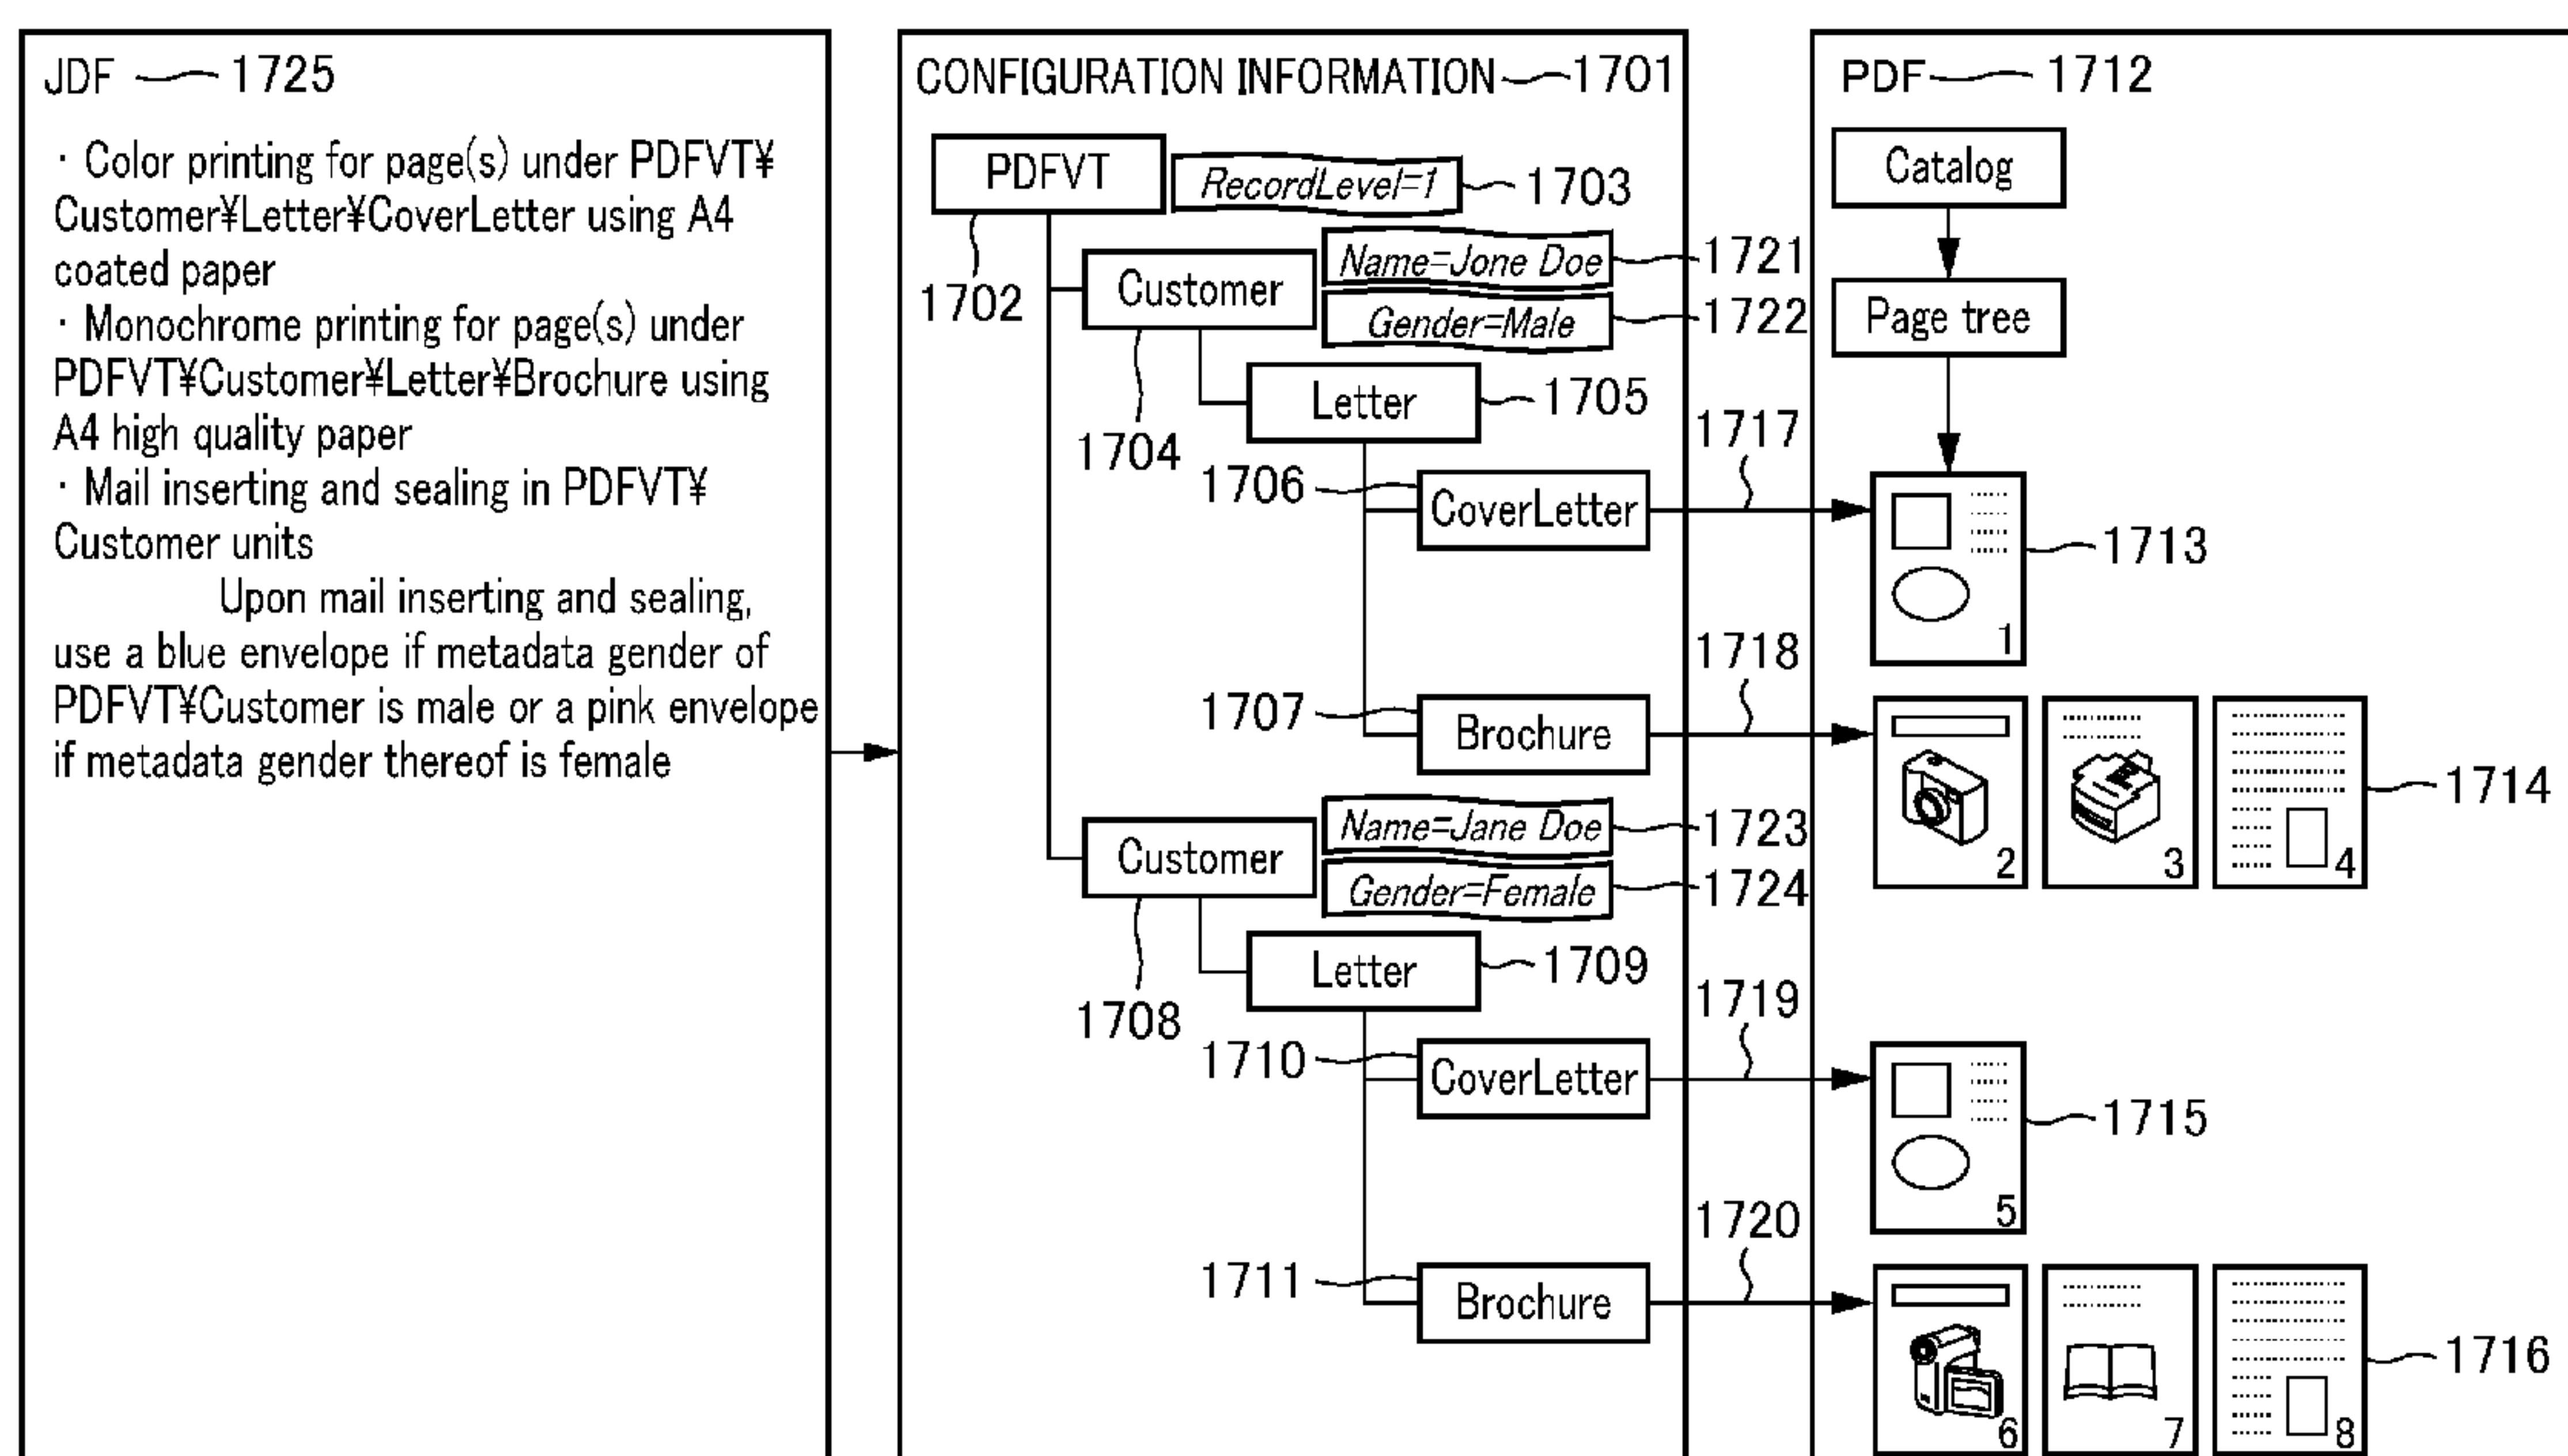 JDF 1725
· Color printing for page(s) under PDFVT¥
Customer¥Letter¥CoverLetter using A4
coated paper
· Monochrome printing for page(s) under
PDFVT¥Customer¥Letter¥Brochure using
A4 high quality paper
· Mail inserting and sealing in PDFVT¥
Customer units
Upon mail inserting and sealing,
use a blue envelope if metadata gender of
PDFVT¥Customer is male or a pink envelope
if metadata gender thereof is female
CONFIGURATION INFORMATION 1701
PDFVT
RecordLevel=1
1703
1702
Customer
Name=Jone Doe
1721
Gender=Male
1722
1704
Letter
1705
1706
CoverLetter
1717
1707
Brochure
1718
Customer
Name=Jane Doe
1723
Gender=Female
1724
1708
Letter
1709
1710
CoverLetter
1719
1711
Brochure
1720
PDF 1712
Catalog
Page tree
1
1713
2
3
4
1714
5
1715
6
7
8
1716